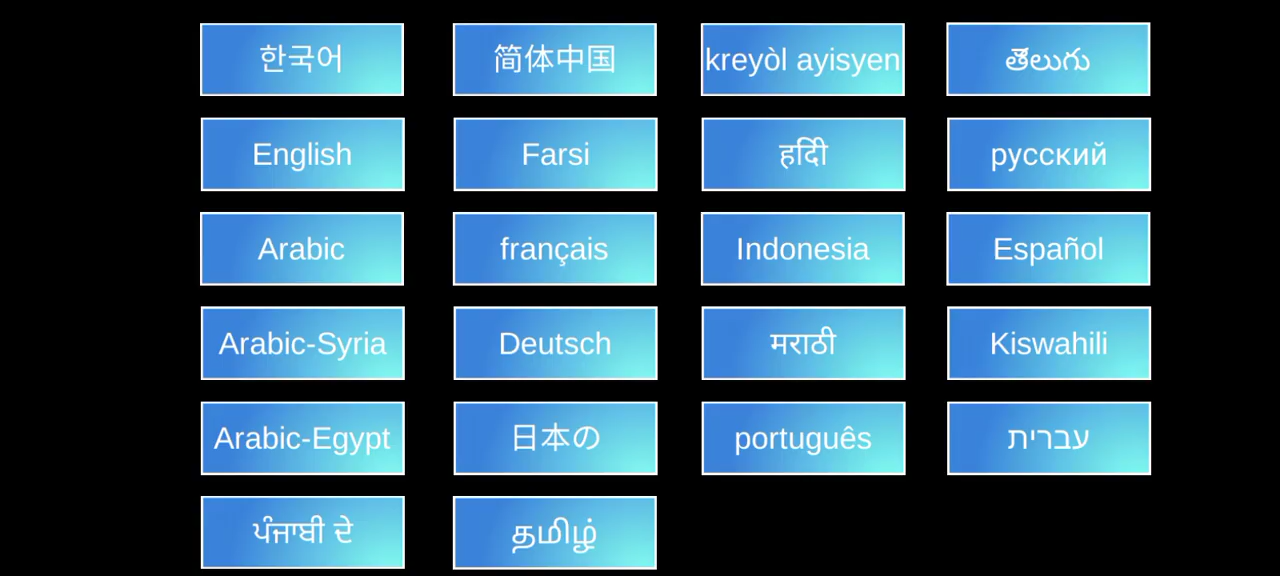 한국어
简体中国
kreyòl ayisyen
తెలుగు
English
Farsi
हिंदी
русский
Arabic
français
Indonesia
Español
Arabic-Syria
Deutsch
मराठी
Kiswahili
Arabic-Egypt
日本の
português
עברית
ਪੰਜਾਬੀ ਦੇ
தமிழ்